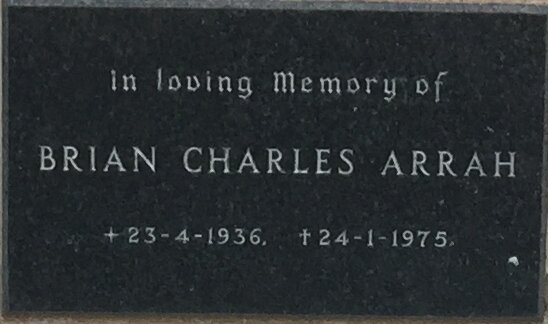 In loving Memory of
BRIAN CHARLES ARRAH
+23-4-1936. †24-1-1975.